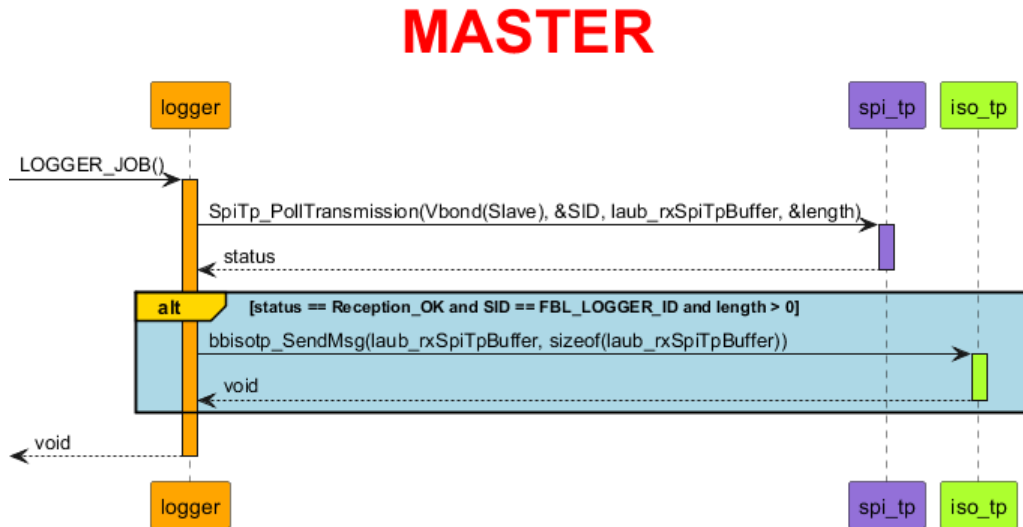 MASTER
logger
spi_tp
iso_tp
LOGGER_JOB()
SpiTp_PollTransmission(Vbond(Slave), &SID, laub_rxSpiTpBuffer, &length)
status
alt [status == Reception_OK and SID == FBL_LOGGER_ID and length > 0]
bbisotp_SendMsg(laub_rxSpiTpBuffer, sizeof(laub_rxSpiTpBuffer))
void
void
logger
spi_tp
iso_tp